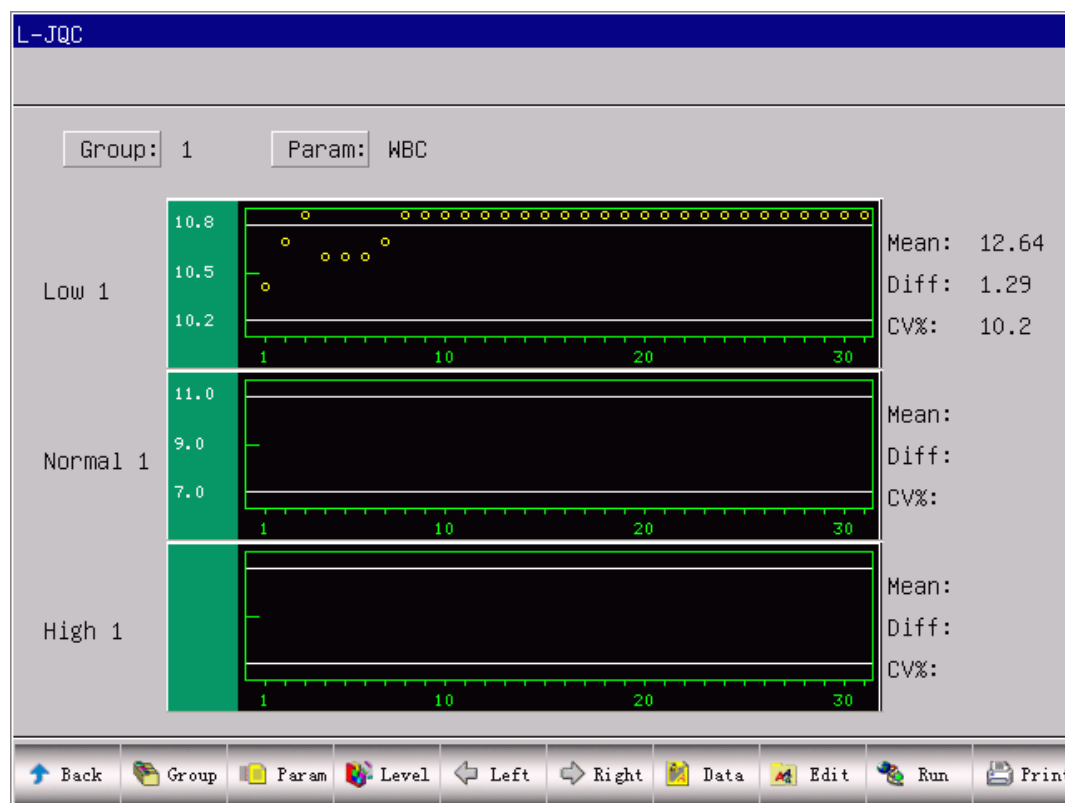 L-JQC
Group: 1 Param: WBC
Low 1
10.8
10.5
10.2
1 10 20 30
Mean: 12.64
Diff: 1.29
CV%: 10.2
Normal 1
11.0
9.0
7.0
1 10 20 30
Mean:
Diff:
CV%:
High 1
1 10 20 30
Mean:
Diff:
CV%:
Back Group Param Level Left Right Data Edit Run Print